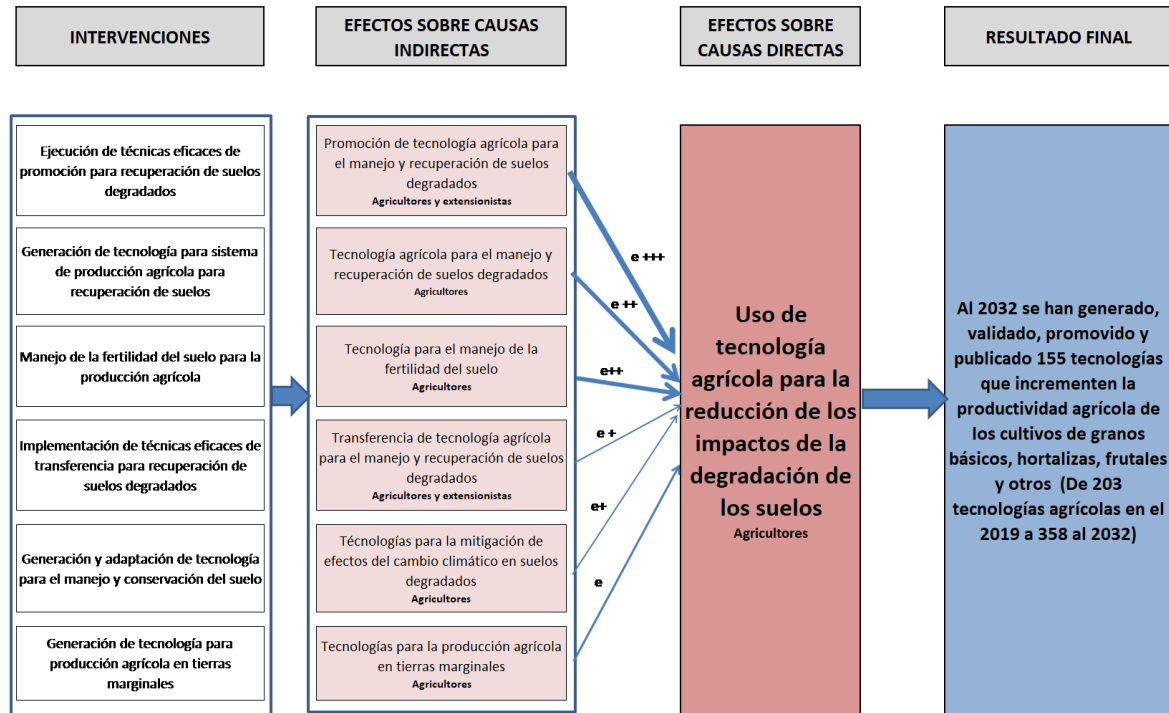 INTERVENCIONES
EFECTOS SOBRE CAUSAS
INDIRECTAS
EFECTOS SOBRE
CAUSAS DIRECTAS
RESULTADO FINAL
Ejecución de técnicas eficaces de
promoción para recuperación de suelos
degradados
Generación de tecnología para sistema
de producción agrícola para
recuperación de suelos
Manejo de la fertilidad del suelo para la
producción agrícola
Implementación de técnicas eficaces de
transferencia para recuperación de
suelos degradados
Generación y adaptación de tecnología
para el manejo y conservación del suelo
Generación de tecnología para
producción agrícola en tierras
marginales
Promoción de tecnología agrícola para
el manejo y recuperación de suelos
degradados
Agricultores y extensionistas
Tecnología agrícola para el manejo y
recuperación de suelos degradados
Agricultores
Tecnología para el manejo de la
fertilidad del suelo
Agricultores
Transferencia de tecnología agrícola
para el manejo y recuperación de suelos
degradados
Agricultores y extensionistas
Técnologías para la mitigación de
efectos del cambio climático en suelos
degradados
Agricultores
Tecnologías para la producción agrícola
en tierras marginales
Agricultores
e +++
e ++
e++
e +
e+
e
Uso de
tecnología
agrícola para la
reducción de los
impactos de la
degradación de
los suelos
Agricultores
Al 2032 se han generado,
validado, promovido y
publicado 155 tecnologías
que incrementen la
productividad agrícola de
los cultivos de granos
básicos, hortalizas, frutales
y otros (De 203
tecnologías agrícolas en el
2019 a 358 al 2032)